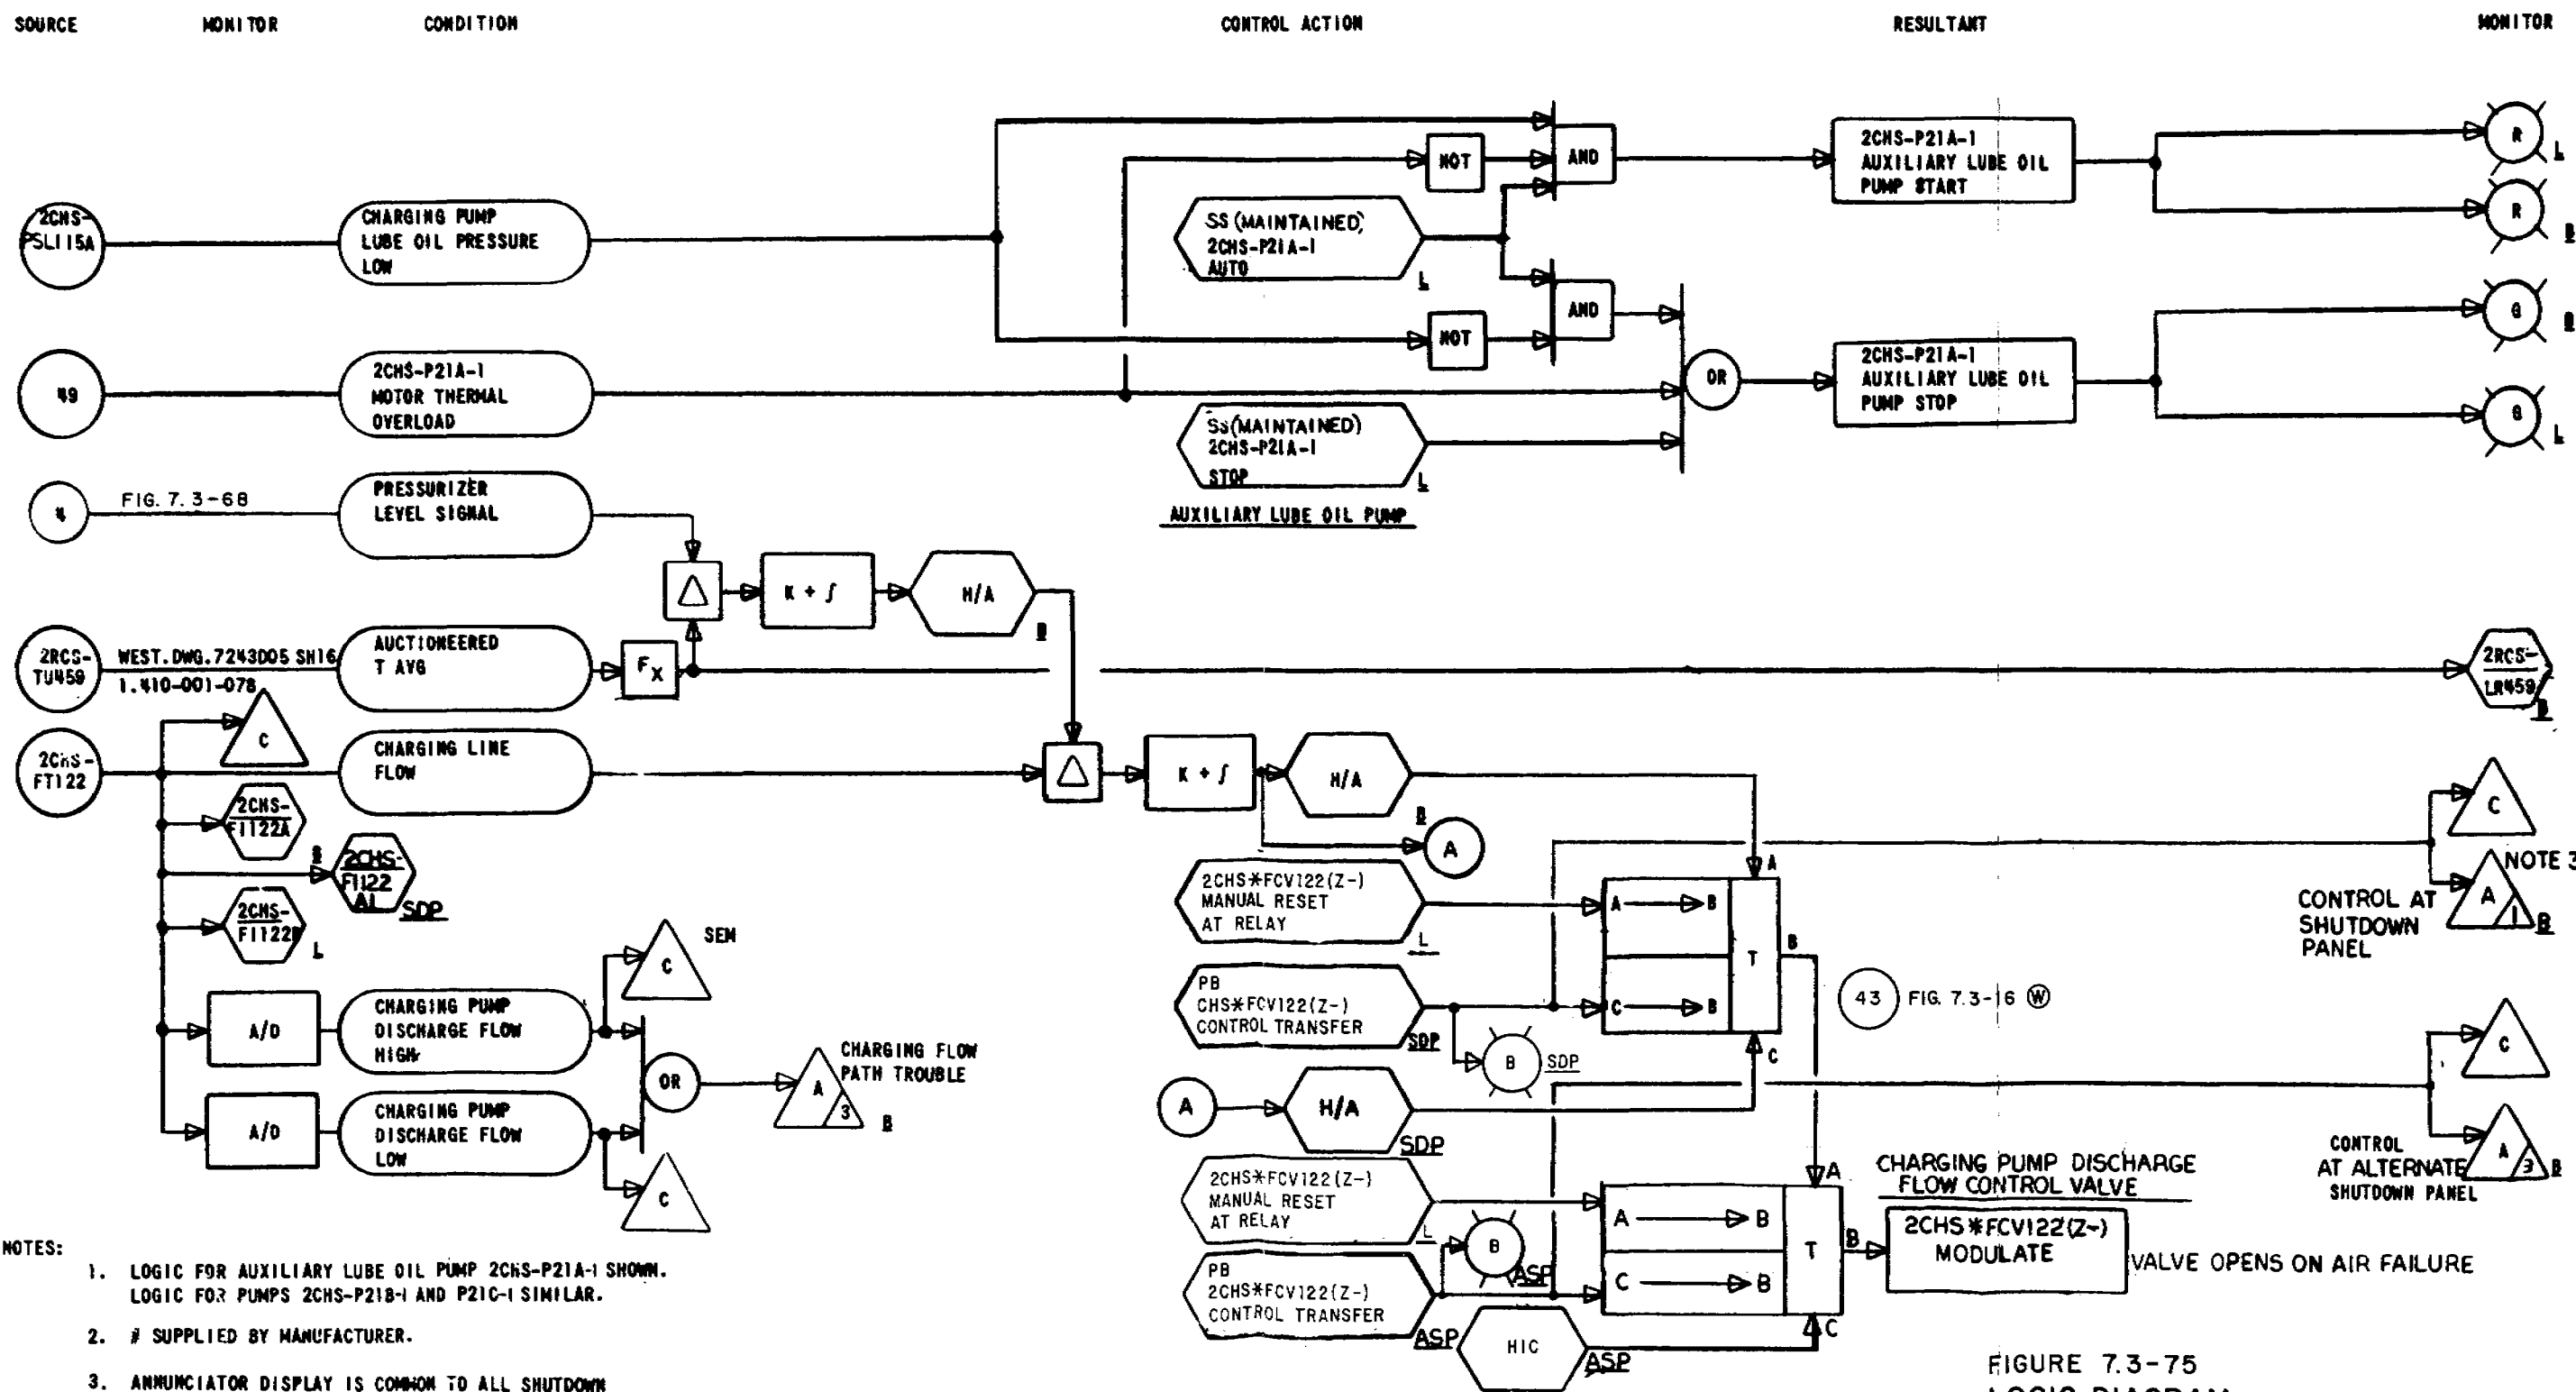 SOURCE
MONITOR
CONDITION
CONTROL ACTION
RESULTANT
MONITOR
2CHS-
PSL115A
CHARGING PUMP
LUBE OIL PRESSURE
LOW
NOT
AND
SS (MAINTAINED)
2CHS-P21A-1
AUTO
L
NOT
AND
2CHS-P21A-1
AUXILIARY LUBE OIL
PUMP START
R
L
R
B
G
B
49
2CHS-P21A-1
MOTOR THERMAL
OVERLOAD
SS(MAINTAINED)
2CHS-P21A-1
STOP
L
OR
2CHS-P21A-1
AUXILIARY LUBE OIL
PUMP STOP
G
L
AUXILIARY LUBE OIL PUMP
4
FIG. 7.3-68
PRESSURIZER
LEVEL SIGNAL
△
K + ∫
H/A
B
2RCS-
TU459
WEST.DWG.7243D05 SH16
1.410-001-078
AUCTIONEERED
T AVG
Fx
2RCS-
LR459
B
2CHS-
FT122
C
CHARGING LINE
FLOW
△
K + ∫
H/A
B
A
2CHS-
FI122A
2CHS-
FI122
A1
SDP
2CHS-
FI122B
L
A/D
CHARGING PUMP
DISCHARGE FLOW
HIGH
C
SEM
A/D
CHARGING PUMP
DISCHARGE FLOW
LOW
C
OR
A
3
B
CHARGING FLOW
PATH TROUBLE
2CHS*FCV122(Z-)
MANUAL RESET
AT RELAY
L
PB
CHS*FCV122(Z-)
CONTROL TRANSFER
SDP
B
SDP
A
A B
C B
T
B
C
43
FIG. 7.3-16 W
C
NOTE 3
A
1
B
CONTROL AT
SHUTDOWN
PANEL
A
H/A
SDP
C
CONTROL
AT ALTERNATE
SHUTDOWN PANEL
A
3
B
2CHS*FCV122(Z-)
MANUAL RESET
AT RELAY
L
B
ASP
PB
2CHS*FCV122(Z-)
CONTROL TRANSFER
ASP
HIC
ASP
A
A B
C B
T
B
C
CHARGING PUMP DISCHARGE
FLOW CONTROL VALVE
2CHS*FCV122(Z-)
MODULATE
VALVE OPENS ON AIR FAILURE
NOTES:
1. LOGIC FOR AUXILIARY LUBE OIL PUMP 2CHS-P21A-1 SHOWN.
LOGIC FOR PUMPS 2CHS-P21B-1 AND P21C-1 SIMILAR.
2. # SUPPLIED BY MANUFACTURER.
3. ANNUNCIATOR DISPLAY IS COMMON TO ALL SHUTDOWN
FIGURE 7.3-75
LOGIC DIAGRAM